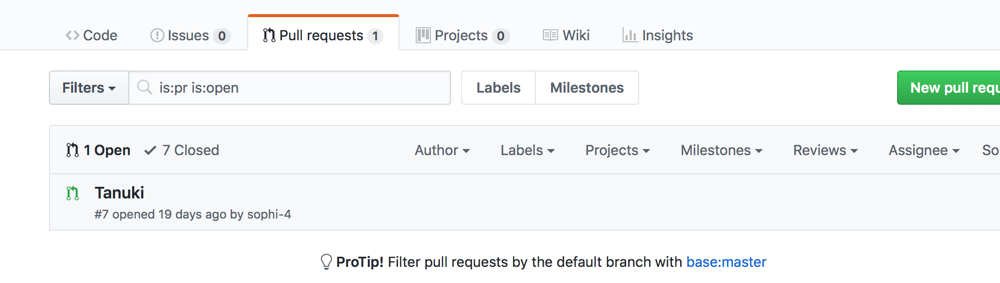 Code Issues 0 Pull requests 1 Projects 0 Wiki Insights
Filters is:pr is:open Labels Milestones New pull requ
1 Open 7 Closed Author Labels Projects Milestones Reviews Assignee So
Tanuki
#7 opened 19 days ago by sophi-4
ProTip! Filter pull requests by the default branch with base:master